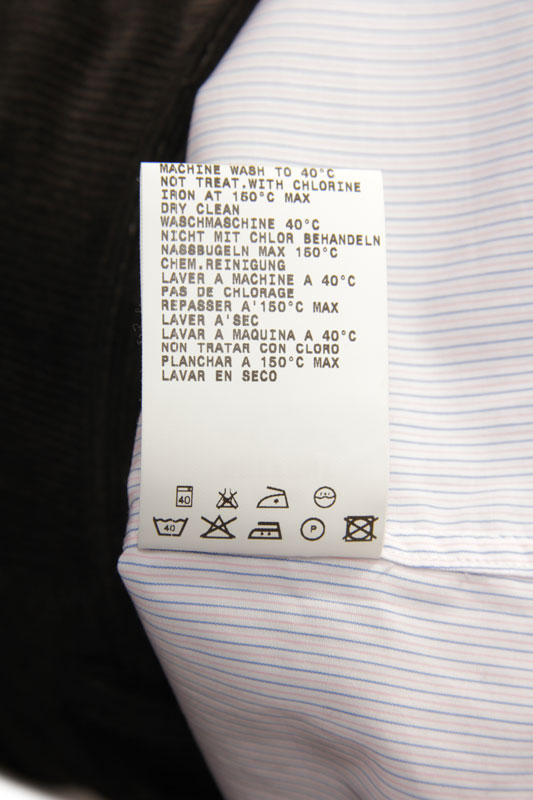 MACHINE WASH TO 40°C
NOT TREAT.WITH CHLORINE
IRON AT 150°C MAX
DRY CLEAN
WASCHMASCHINE 40°C
NICHT MIT CHLOR BEHANDELN
NASSBUGELN MAX 150°C
CHEM.REINIGUNG
LAVER A MACHINE A 40°C
PAS DE CHLORAGE
REPASSER A'150°C MAX
LAVER A'SEC
LAVAR A MAQUINA A 40°C
NON TRATAR CON CLORO
PLANCHAR A 150°C MAX
LAVAR EN SECO
40
40 P